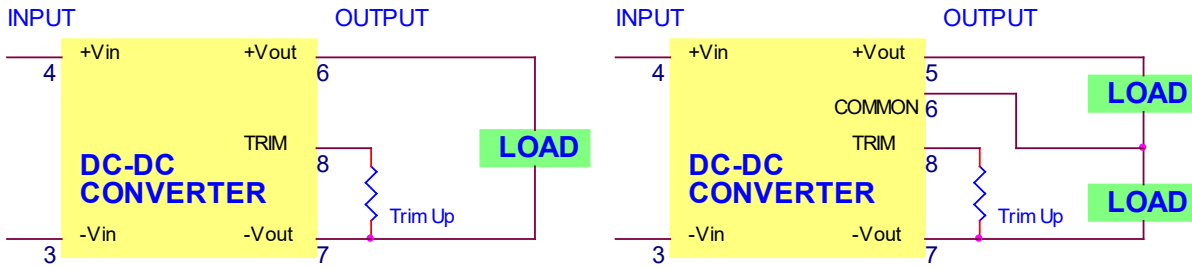 INPUT
OUTPUT
+Vin
+Vout
4
6
TRIM
8
DC-DC
CONVERTER
LOAD
Trim Up
-Vin
-Vout
3
7
INPUT
OUTPUT
+Vin
+Vout
4
5
COMMON
6
LOAD
TRIM
8
DC-DC
CONVERTER
LOAD
Trim Up
-Vin
-Vout
3
7